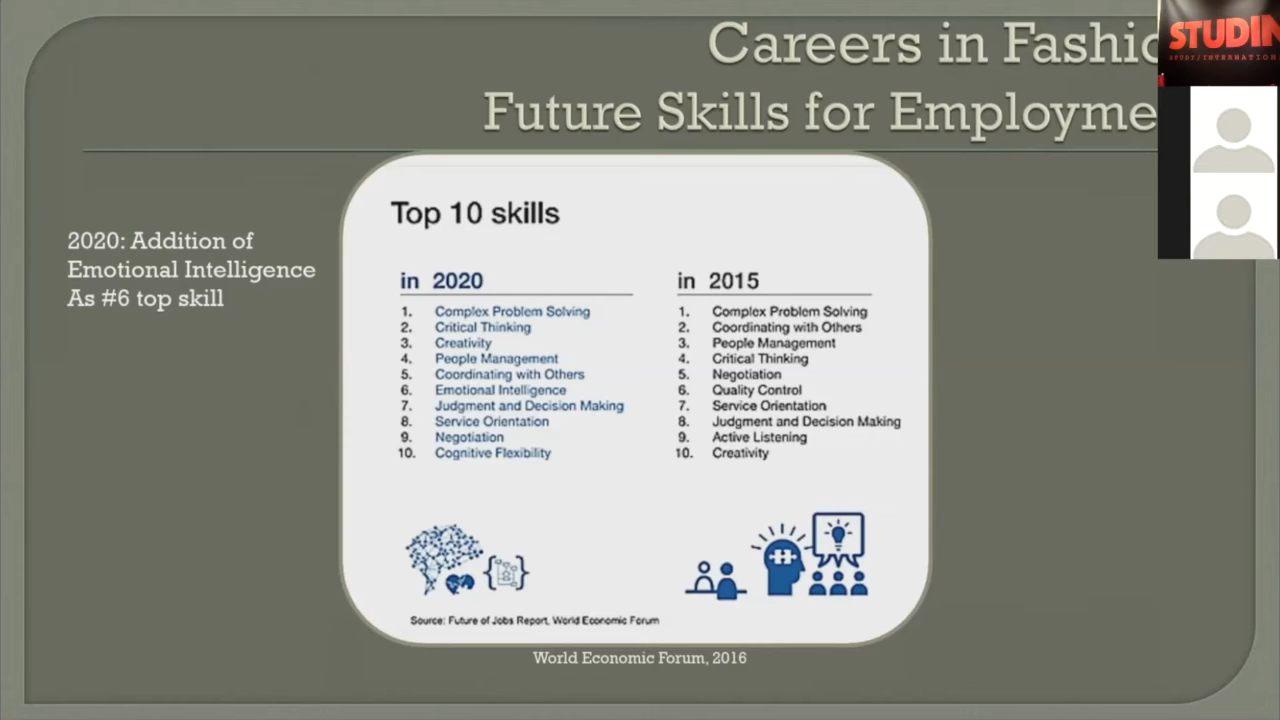 Careers in Fashio
Future Skills for Employme
STUDIN
STUDY/INTERNATION
2020: Addition of
Emotional Intelligence
As #6 top skill
Top 10 skills
in 2020
1. Complex Problem Solving
2. Critical Thinking
3. Creativity
4. People Management
5. Coordinating with Others
6. Emotional Intelligence
7. Judgment and Decision Making
8. Service Orientation
9. Negotiation
10. Cognitive Flexibility
in 2015
1. Complex Problem Solving
2. Coordinating with Others
3. People Management
4. Critical Thinking
5. Negotiation
6. Quality Control
7. Service Orientation
8. Judgment and Decision Making
9. Active Listening
10. Creativity
Source: Future of Jobs Report, World Economic Forum
World Economic Forum, 2016